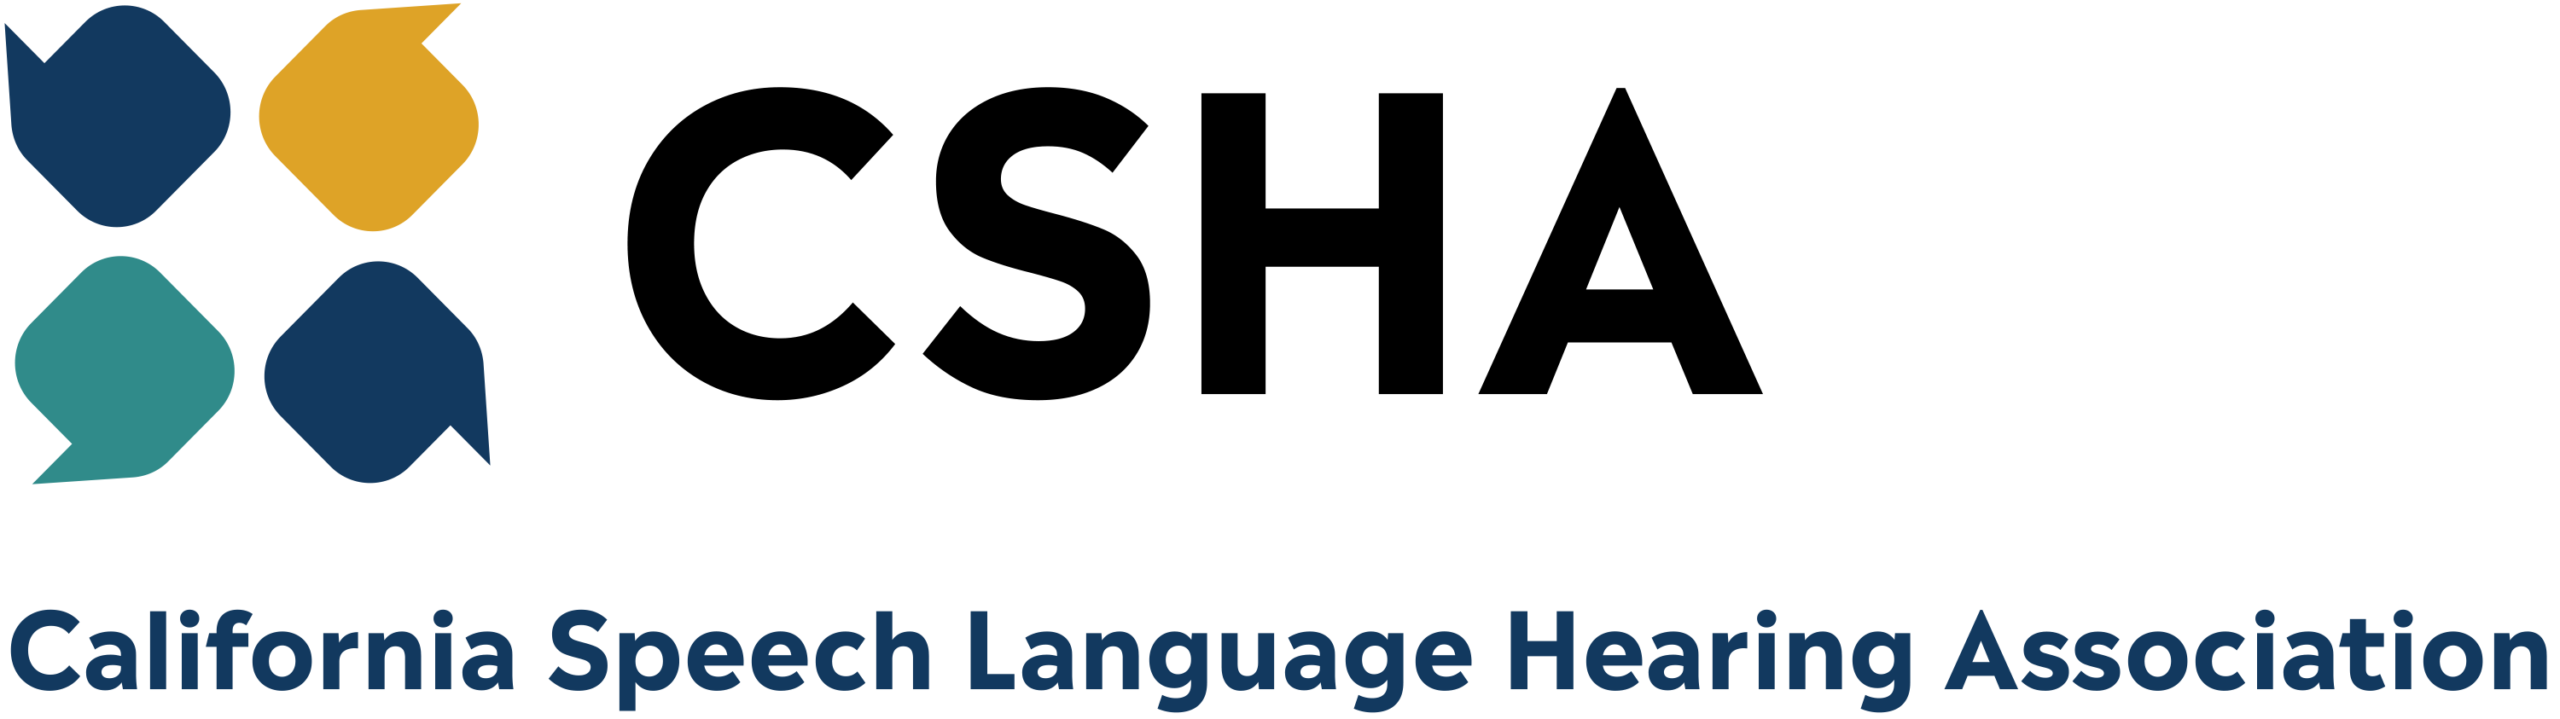 CSHA
California Speech Language Hearing Association